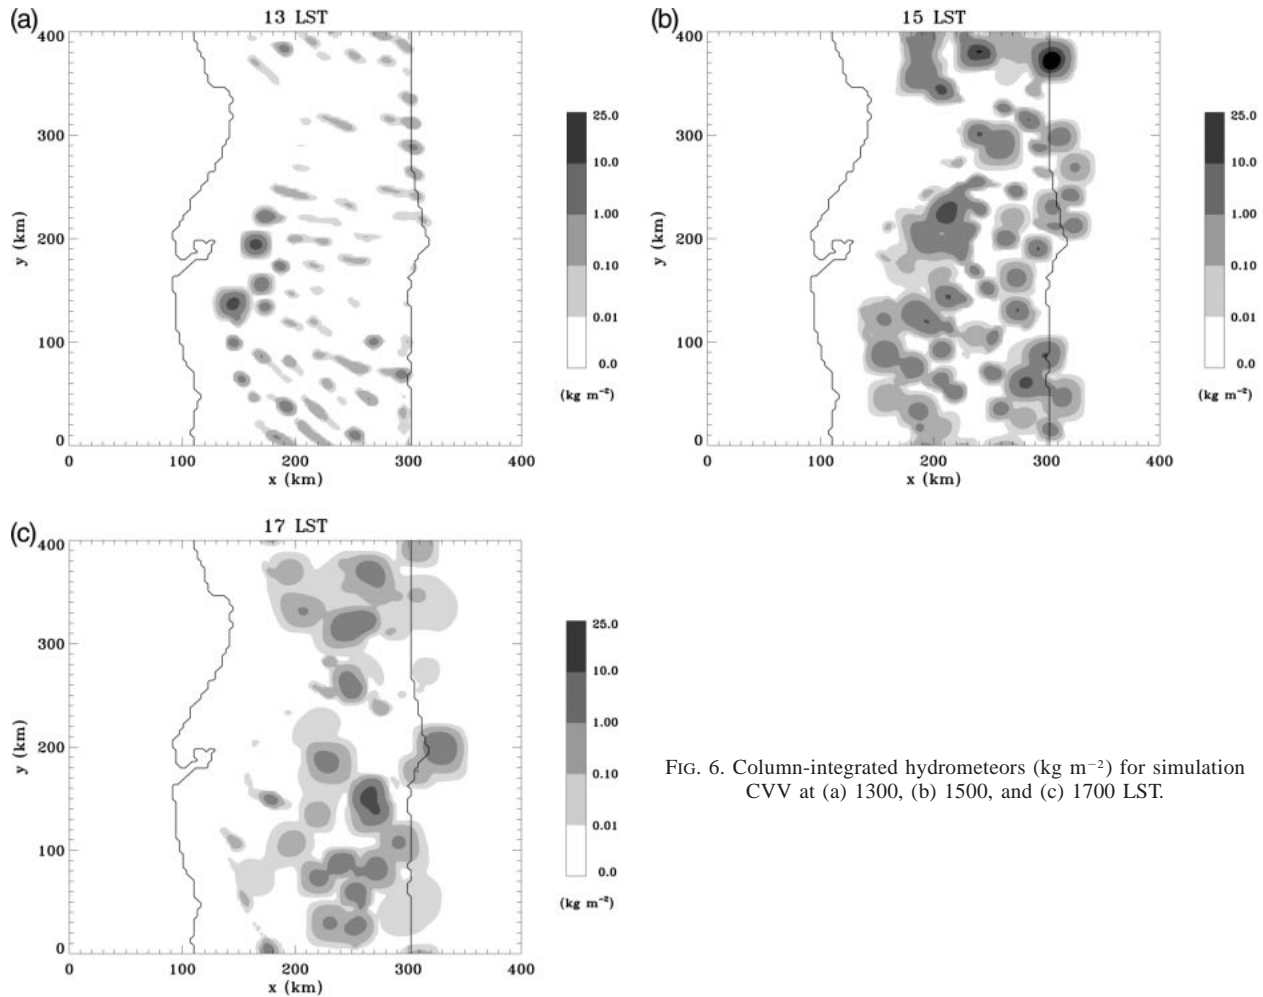 (a)
13 LST
400
300
200
100
0
y (km)
0 100 200 300 400
x (km)
25.0
10.0
1.00
0.10
0.01
0.0
(kg m⁻²)
(b)
15 LST
400
300
200
100
0
y (km)
0 100 200 300 400
x (km)
25.0
10.0
1.00
0.10
0.01
0.0
(kg m⁻²)
(c)
17 LST
400
300
200
100
0
y (km)
0 100 200 300 400
x (km)
25.0
10.0
1.00
0.10
0.01
0.0
(kg m⁻²)
FIG. 6. Column-integrated hydrometeors (kg m⁻²) for simulation
CVV at (a) 1300, (b) 1500, and (c) 1700 LST.